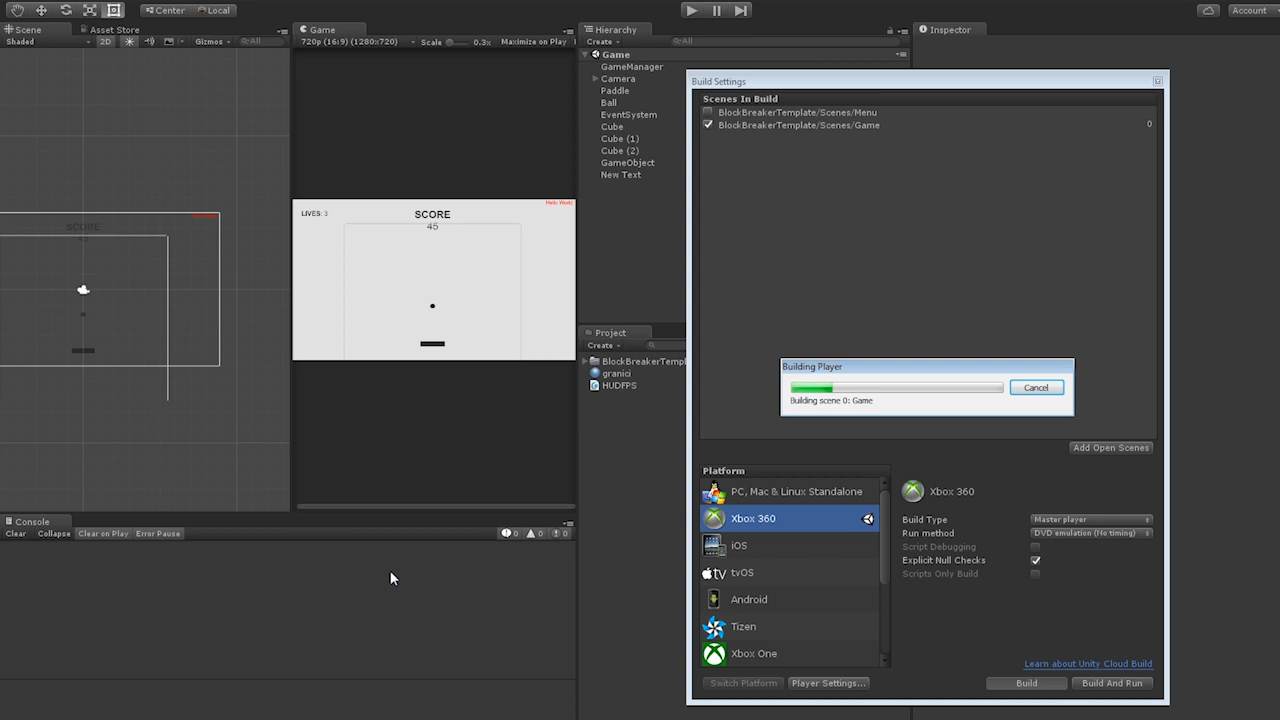 Center
Local
Account
Scene
Asset Store
Shaded
2D
Gizmos
All
Game
720p (16:9) (1280x720)
Scale
0.3x
Maximize on Play
Hierarchy
Create
All
Game
GameManager
Camera
Paddle
Ball
EventSystem
Cube
Cube (1)
Cube (2)
GameObject
New Text
Inspector
SCORE
45
LIVES: 3
SCORE
45
Hello World
Project
Create
BlockBreakerTempl
granici
HUDFPS
Console
Clear
Collapse
Clear on Play
Error Pause
0
0
0
Build Settings
Scenes In Build
BlockBreakerTemplate/Scenes/Menu
BlockBreakerTemplate/Scenes/Game
0
Building Player
Cancel
Building scene 0: Game
Add Open Scenes
Platform
PC, Mac & Linux Standalone
Xbox 360
iOS
tvOS
Android
Tizen
Xbox One
Xbox 360
Build Type
Master player
Run method
DVD emulation (No timing)
Script Debugging
Explicit Null Checks
Scripts Only Build
Learn about Unity Cloud Build
Switch Platform
Player Settings...
Build
Build And Run